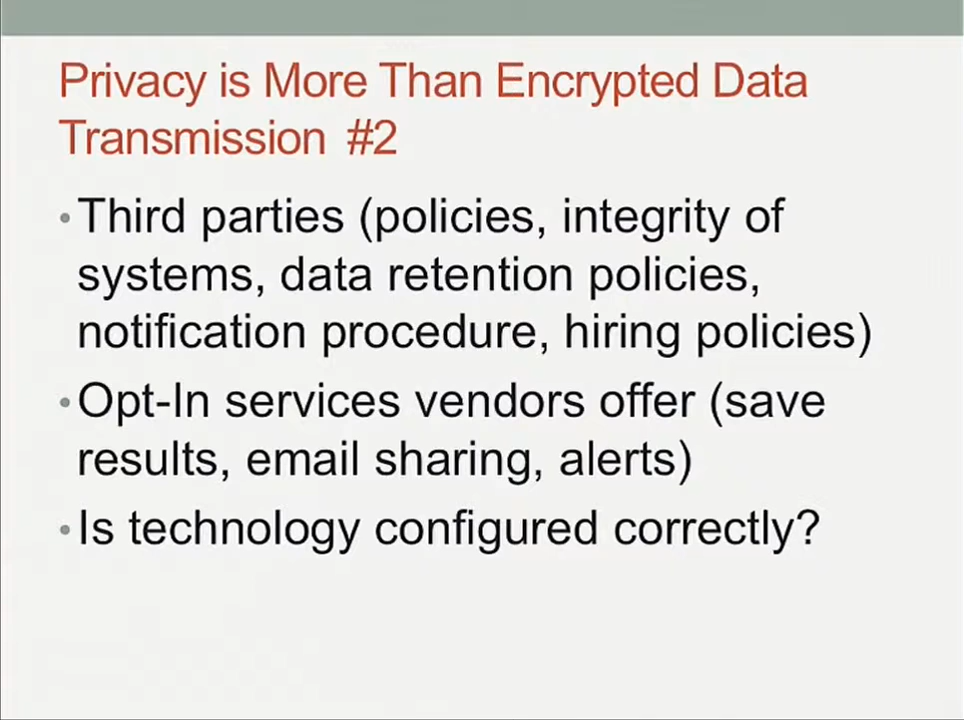 Privacy is More Than Encrypted Data
Transmission #2
•Third parties (policies, integrity of
systems, data retention policies,
notification procedure, hiring policies)
•Opt-In services vendors offer (save
results, email sharing, alerts)
•Is technology configured correctly?